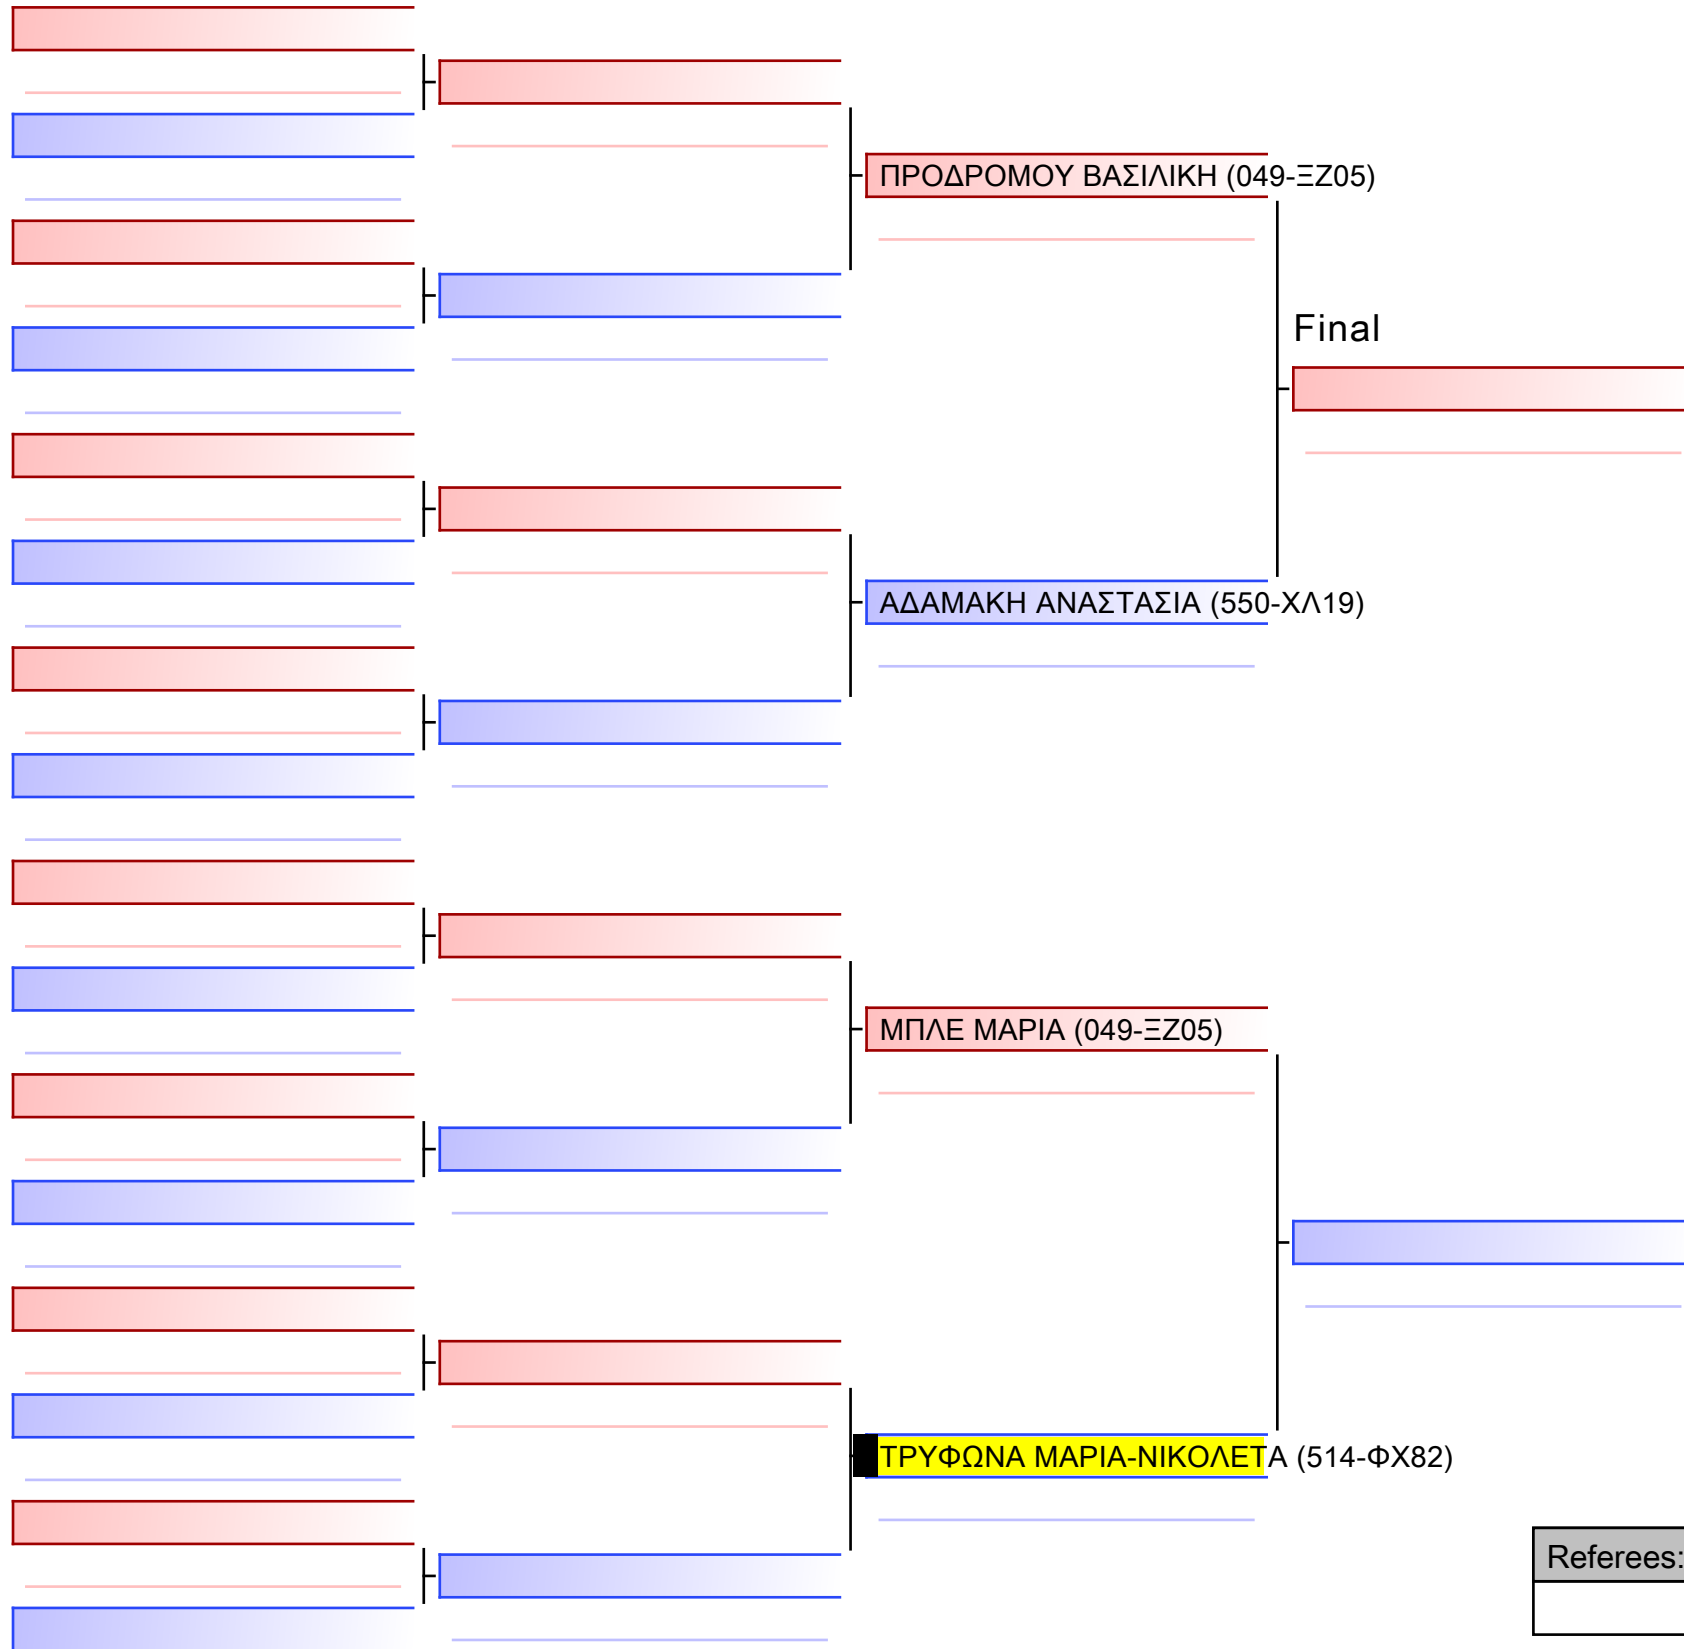 ΠΡΟΔΡΟΜΟΥ ΒΑΣΙΛΙΚΗ (049-ΞΖ05)
Final
ΑΔΑΜΑΚΗ ΑΝΑΣΤΑΣΙΑ (550-ΧΛ19)
ΜΠΛΕ ΜΑΡΙΑ (049-ΞΖ05)
ΤΡΥΦΩΝΑ ΜΑΡΙΑ-ΝΙΚΟΛΕΤΑ (514-ΦΧ82)
Referees: